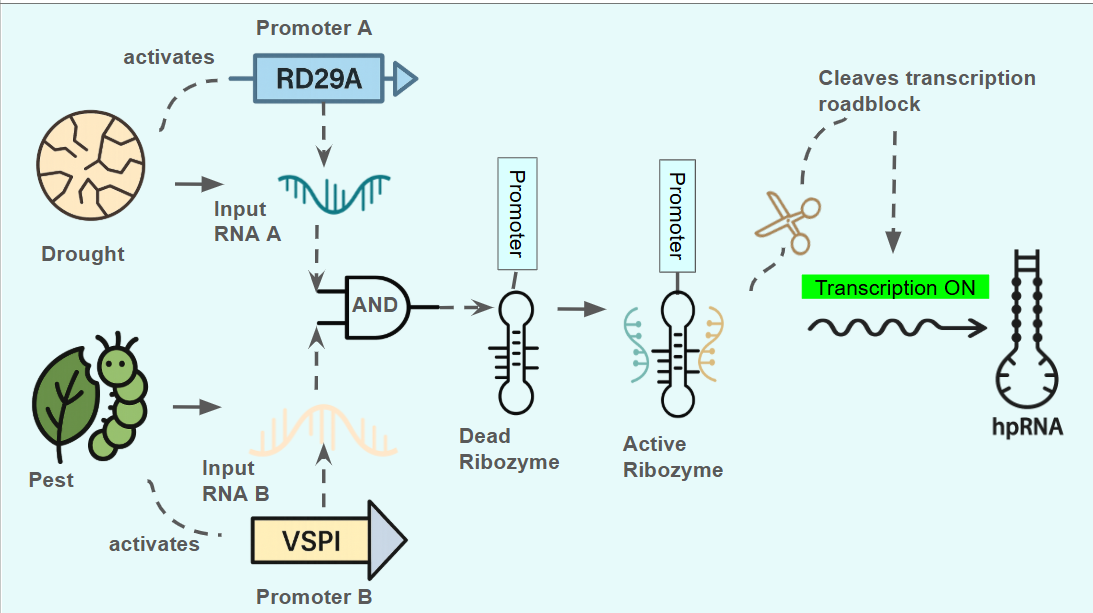 Promoter A
activates
RD29A
Cleaves transcription
roadblock
Drought
Input
RNA A
Promoter
Promoter
AND
Transcription ON
hpRNA
Pest
Input
RNA B
Dead
Ribozyme
Active
Ribozyme
activates
VSPI
Promoter B